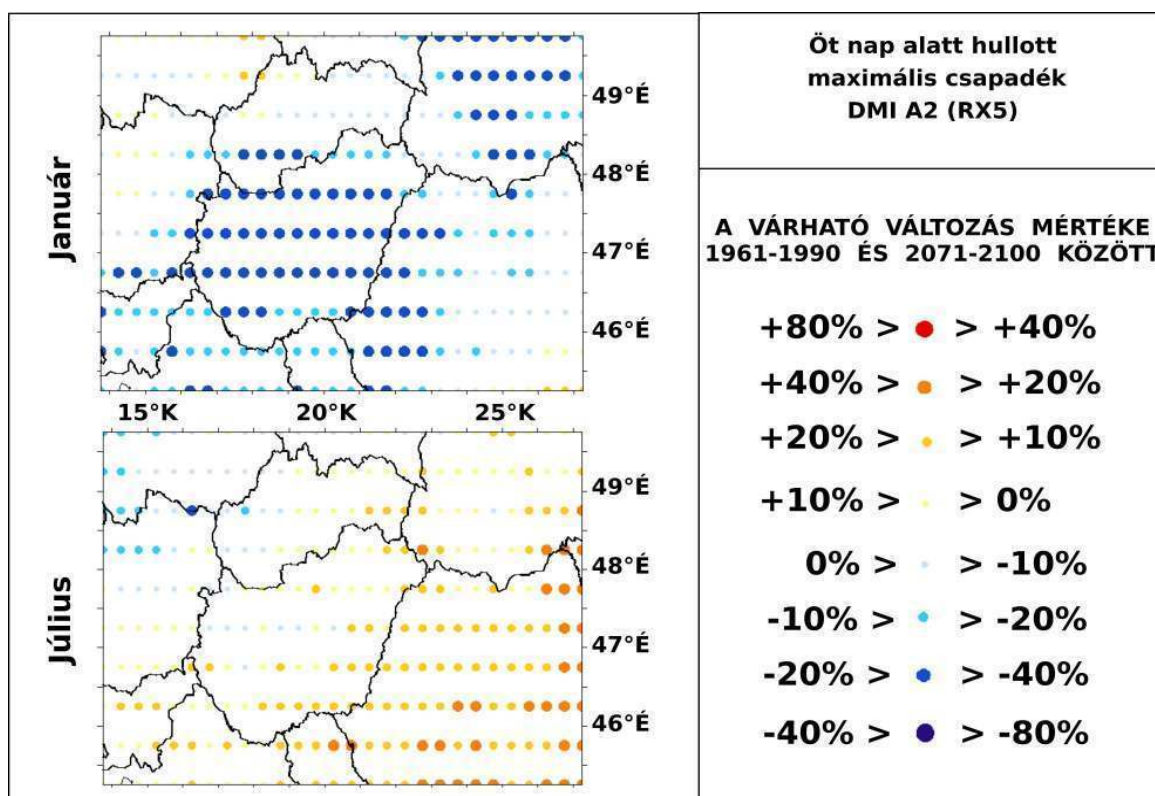 Január
49°É
48°É
47°É
46°É
15°K 20°K 25°K
Július
49°É
48°É
47°É
46°É
Öt nap alatt hullott
maximális csapadék
DMI A2 (RX5)
A VÁRHATÓ VÁLTOZÁS MÉRTÉKE
1961-1990 ÉS 2071-2100 KÖZÖTT
+80% > > +40%
+40% > > +20%
+20% > > +10%
+10% > > 0%
0% > > -10%
-10% > > -20%
-20% > > -40%
-40% > > -80%